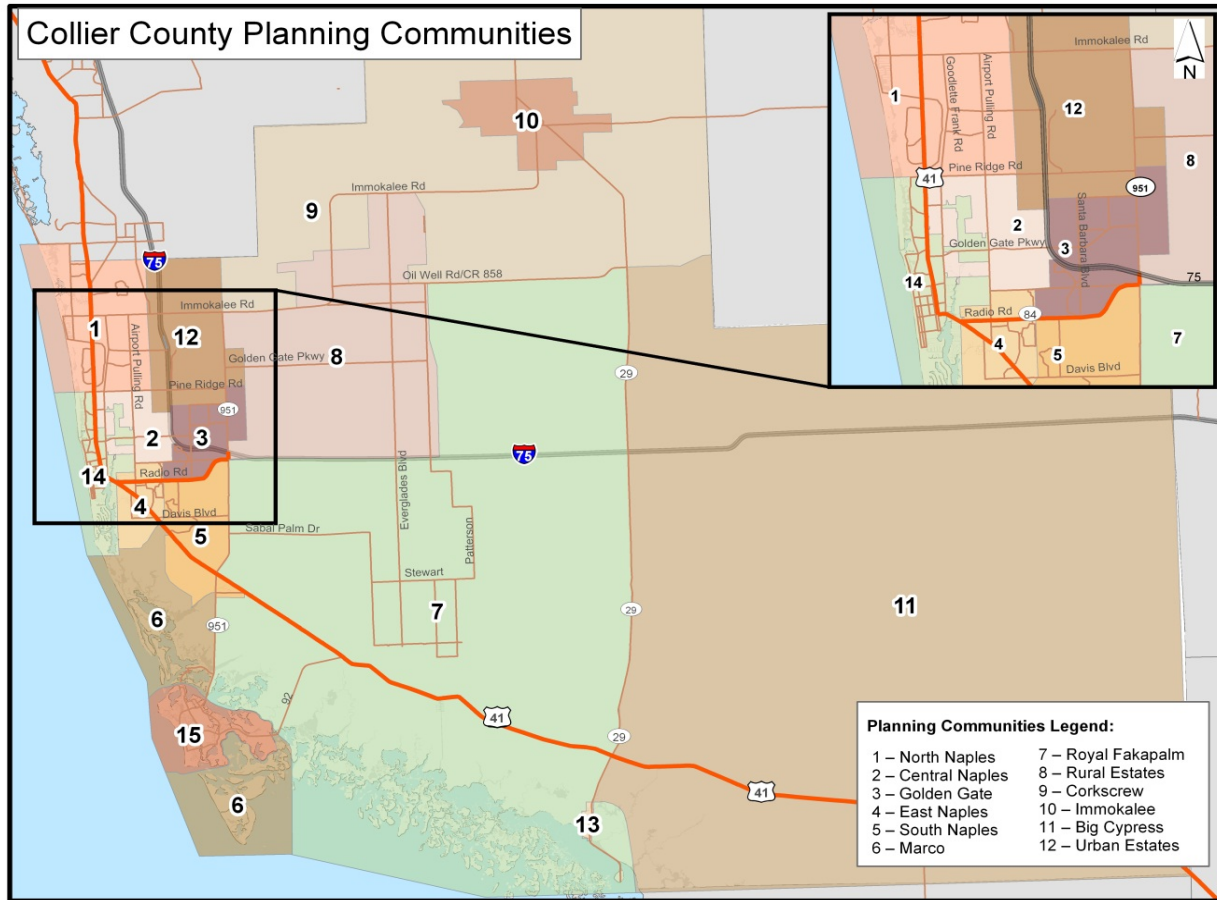 Collier County Planning Communities
Immokalee Rd
N
Goodlette Frank Rd
Airport Pulling Rd
1
12
8
Pine Ridge Rd
41
951
2
Santa Barbara Blvd
Golden Gate Pkwy
3
75
14
Radio Rd
84
4
5
7
Davis Blvd
10
Immokalee Rd
9
75
Oil Well Rd/CR 858
Immokalee Rd
1
12
Airport Pulling Rd
Golden Gate Pkwy
8
29
Pine Ridge Rd
951
2
3
75
14
Radio Rd
Everglades Blvd
4
Davis Blvd
5
Sabal Palm Dr
Patterson
Stewart
7
29
11
6
951
92
15
41
29
6
41
13
Planning Communities Legend:
1 – North Naples
2 – Central Naples
3 – Golden Gate
4 – East Naples
5 – South Naples
6 – Marco
7 – Royal Fakapalm
8 – Rural Estates
9 – Corkscrew
10 – Immokalee
11 – Big Cypress
12 – Urban Estates